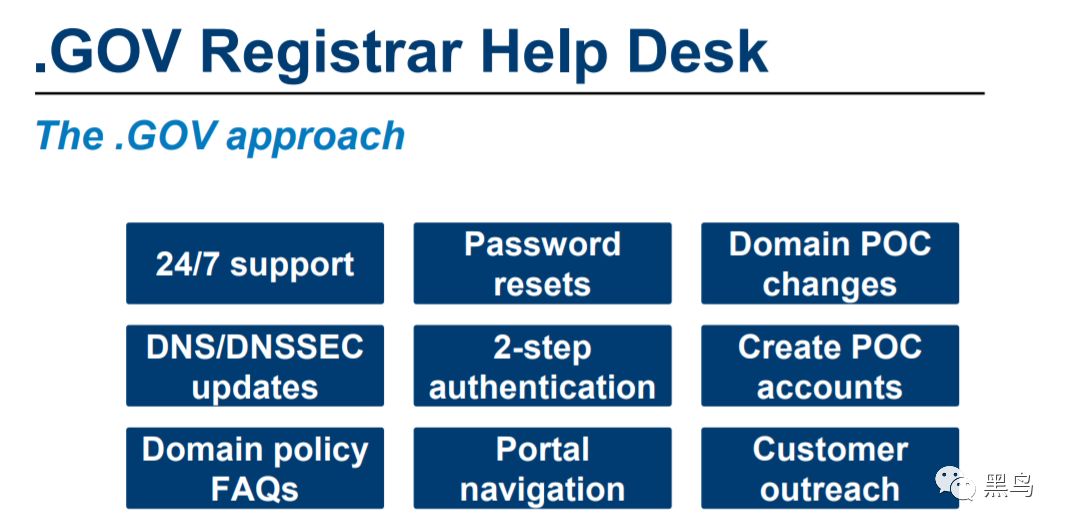 .GOV Registrar Help Desk
The .GOV approach
24/7 support
Password
resets
Domain POC
changes
DNS/DNSSEC
updates
2-step
authentication
Create POC
accounts
Domain policy
FAQs
Portal
navigation
Customer
outreach
黑鸟